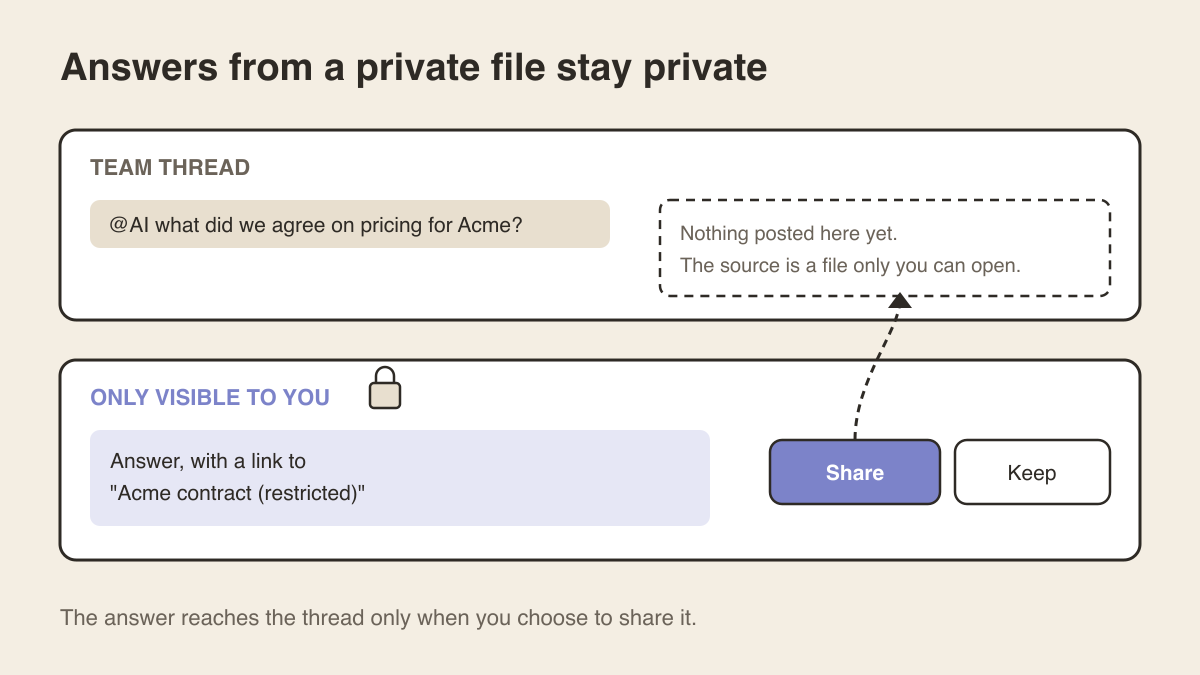 Answers from a private file stay private
TEAM THREAD
@AI what did we agree on pricing for Acme?
Nothing posted here yet.
The source is a file only you can open.
ONLY VISIBLE TO YOU
Answer, with a link to
"Acme contract (restricted)"
Share
Keep
The answer reaches the thread only when you choose to share it.